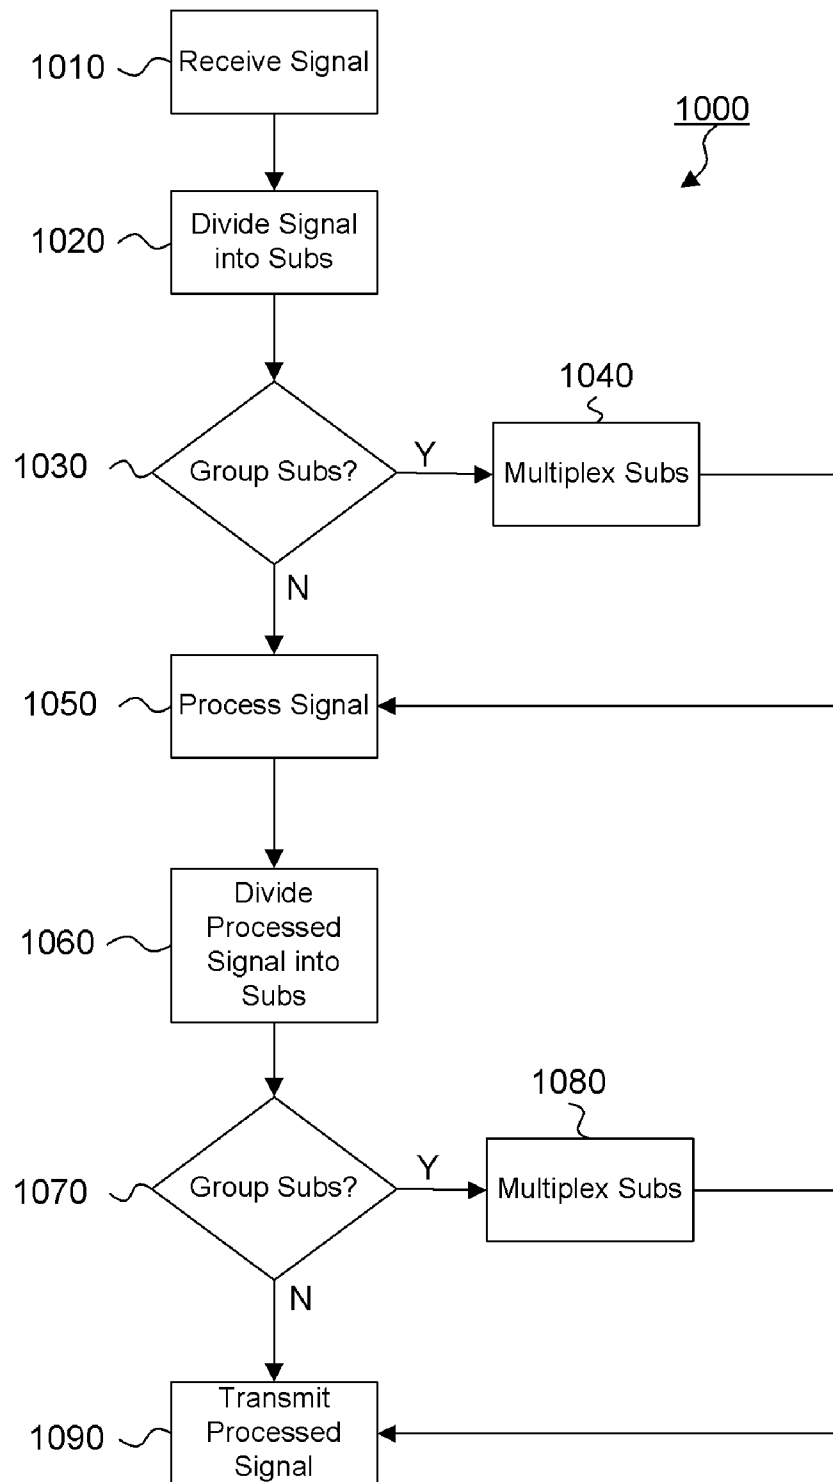 1010
Receive Signal
1000
1020
Divide Signal
into Subs
1040
1030
Group Subs?
Y
Multiplex Subs
N
1050
Process Signal
1060
Divide
Processed
Signal into
Subs
1080
1070
Group Subs?
Y
Multiplex Subs
N
1090
Transmit
Processed
Signal